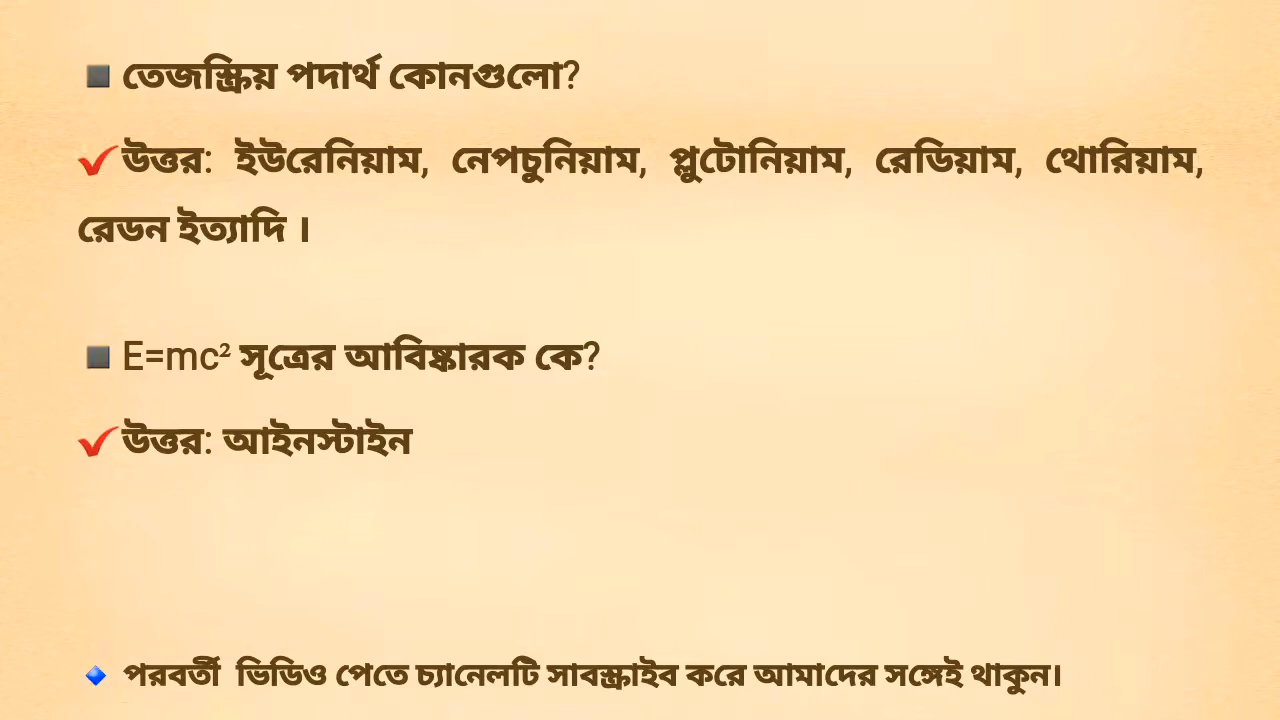 ◾ তেজস্ক্রিয় পদার্থ কোনগুলো?
✔উত্তর: ইউরেনিয়াম, নেপচুনিয়াম, প্লুটোনিয়াম, রেডিয়াম, থোরিয়াম,
রেডন ইত্যাদি ।
◾ E=mc² সূত্রের আবিষ্কারক কে?
✔উত্তর: আইনস্টাইন
🔹 পরবর্তী ভিডিও পেতে চ্যানেলটি সাবস্ক্রাইব করে আমাদের সঙ্গেই থাকুন।